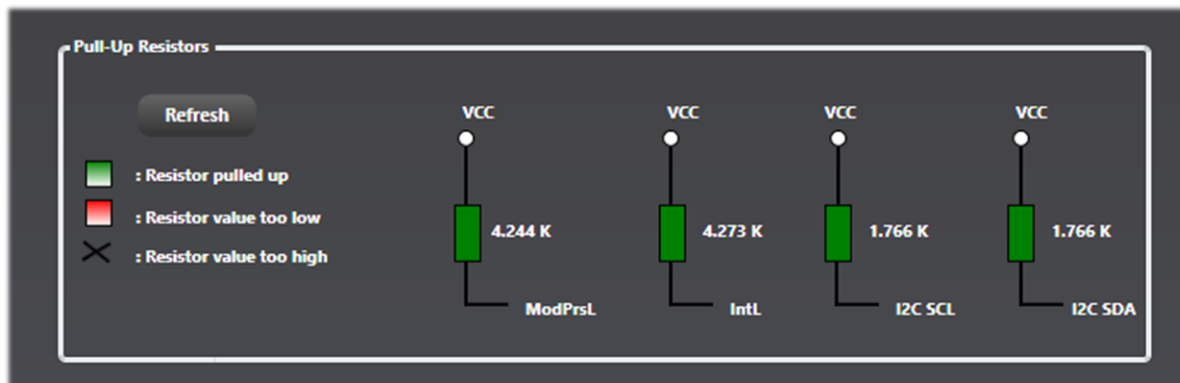 Pull-Up Resistors
Refresh
: Resistor pulled up
: Resistor value too low
: Resistor value too high
VCC
VCC
VCC
VCC
4.244 K
4.273 K
1.766 K
1.766 K
ModPrsL
IntL
I2C SCL
I2C SDA